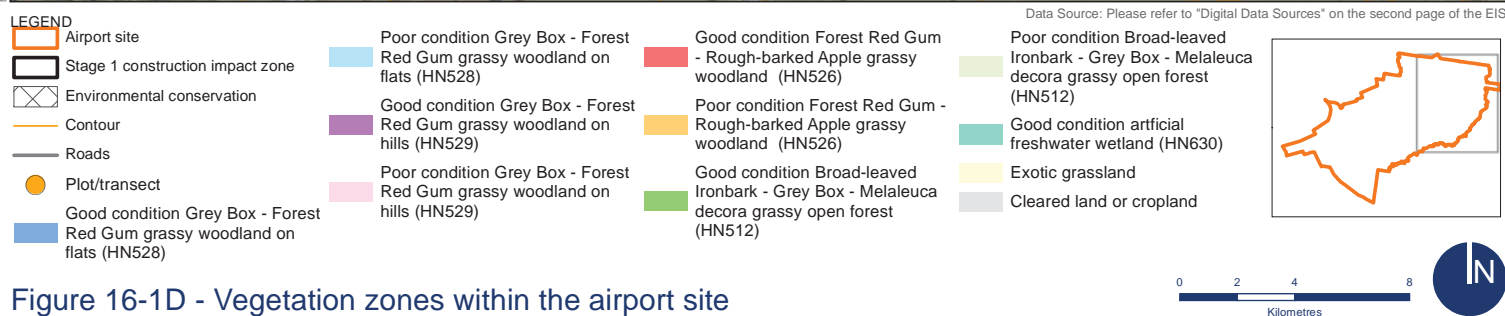 Data Source: Please refer to "Digital Data Sources" on the second page of the EIS
LEGEND
Airport site
Stage 1 construction impact zone
Environmental conservation
Contour
Roads
Plot/transect
Good condition Grey Box - Forest
Red Gum grassy woodland on
flats (HN528)
Poor condition Grey Box - Forest
Red Gum grassy woodland on
flats (HN528)
Good condition Grey Box - Forest
Red Gum grassy woodland on
hills (HN529)
Poor condition Grey Box - Forest
Red Gum grassy woodland on
hills (HN529)
Good condition Forest Red Gum
- Rough-barked Apple grassy
woodland (HN526)
Poor condition Forest Red Gum -
Rough-barked Apple grassy
woodland (HN526)
Good condition Broad-leaved
Ironbark - Grey Box - Melaleuca
decora grassy open forest
(HN512)
Poor condition Broad-leaved
Ironbark - Grey Box - Melaleuca
decora grassy open forest
(HN512)
Good condition artficial
freshwater wetland (HN630)
Exotic grassland
Cleared land or cropland
0 2 4 8
Kilometres
N
Figure 16-1D - Vegetation zones within the airport site